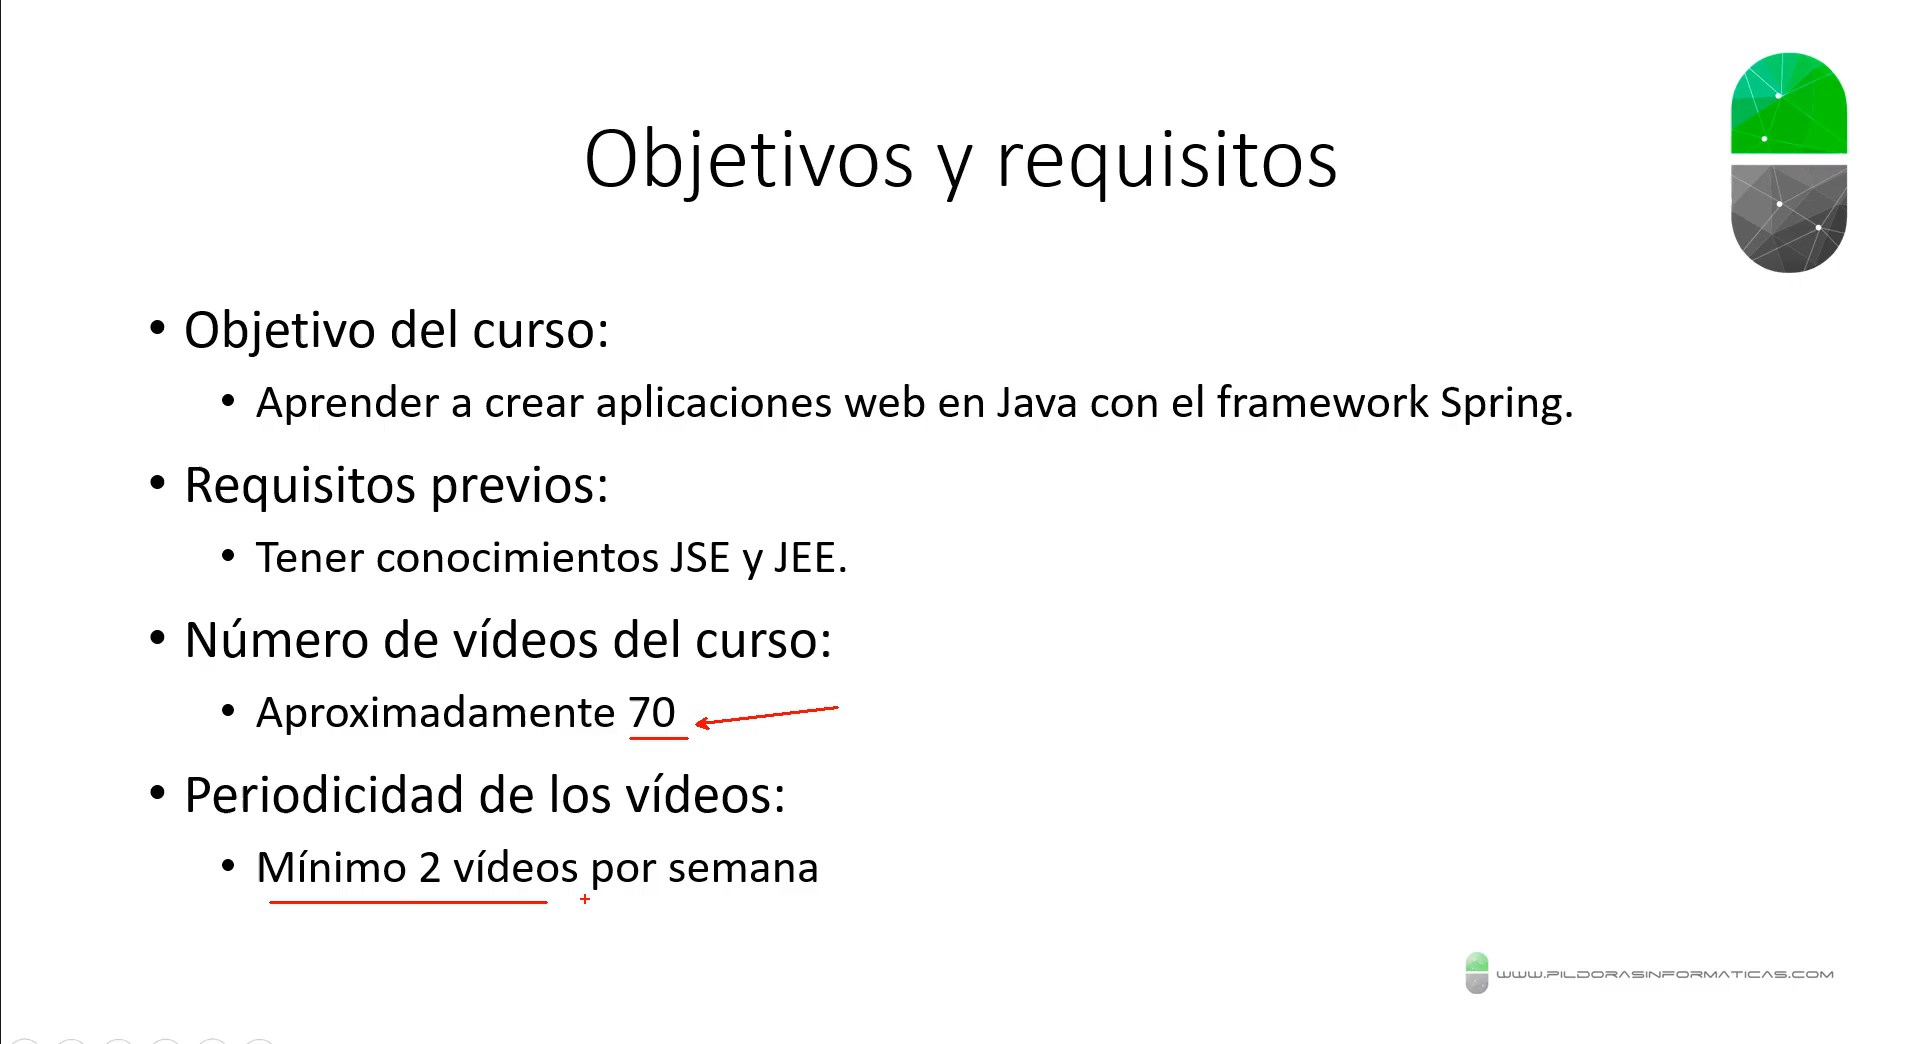 Objetivos y requisitos
• Objetivo del curso:
• Aprender a crear aplicaciones web en Java con el framework Spring.
• Requisitos previos:
• Tener conocimientos JSE y JEE.
• Número de vídeos del curso:
• Aproximadamente 70
• Periodicidad de los vídeos:
• Mínimo 2 vídeos por semana
WWW.PILDORASINFORMATICAS.COM